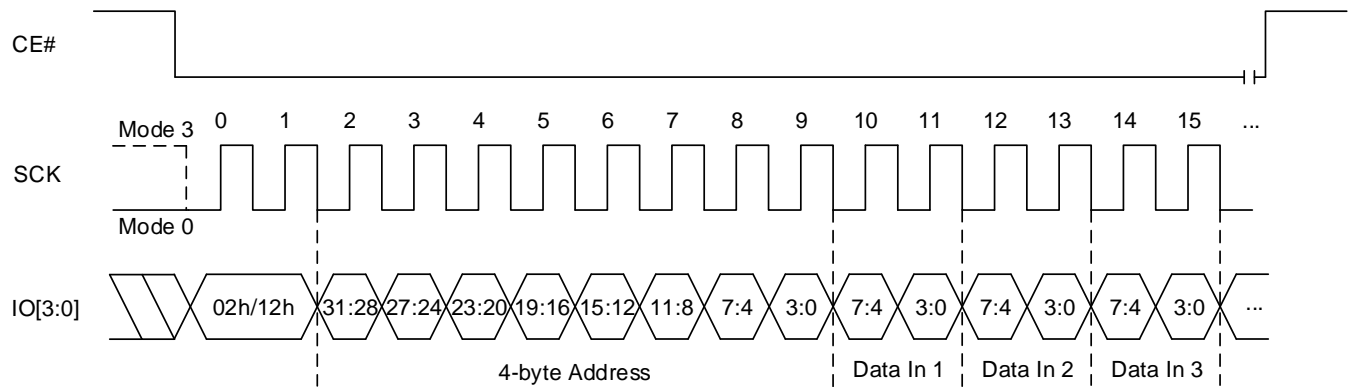 CE#
Mode 3
0 1 2 3 4 5 6 7 8 9 10 11 12 13 14 15 ...
SCK
Mode 0
IO[3:0]
02h/12h 31:28 27:24 23:20 19:16 15:12 11:8 7:4 3:0 7:4 3:0 7:4 3:0 7:4 3:0 ...
4-byte Address Data In 1 Data In 2 Data In 3